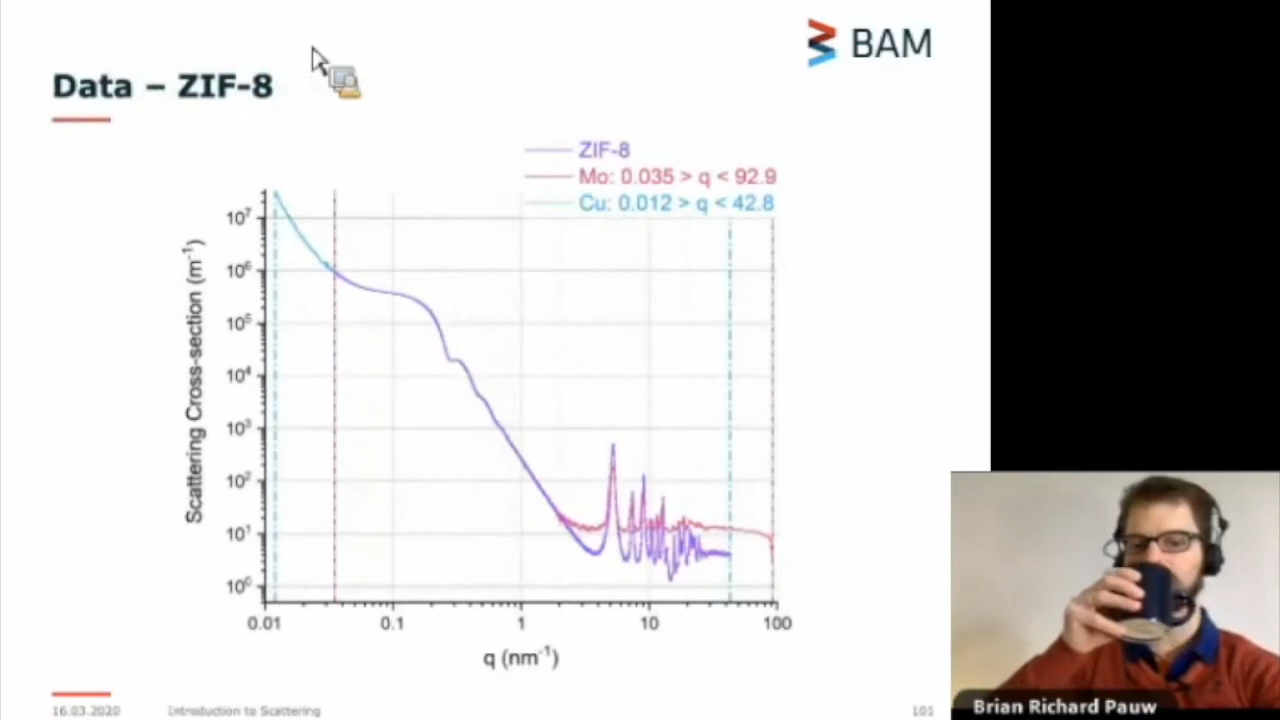 BAM
Data – ZIF-8
ZIF-8
Mo: 0.035 > q < 92.9
Cu: 0.012 > q < 42.8
Scattering Cross-section (m⁻¹)
10⁷
10⁶
10⁵
10⁴
10³
10²
10¹
10⁰
0.01 0.1 1 10 100
q (nm⁻¹)
16.03.2020 Introduction to Scattering 101
Brian Richard Pauw